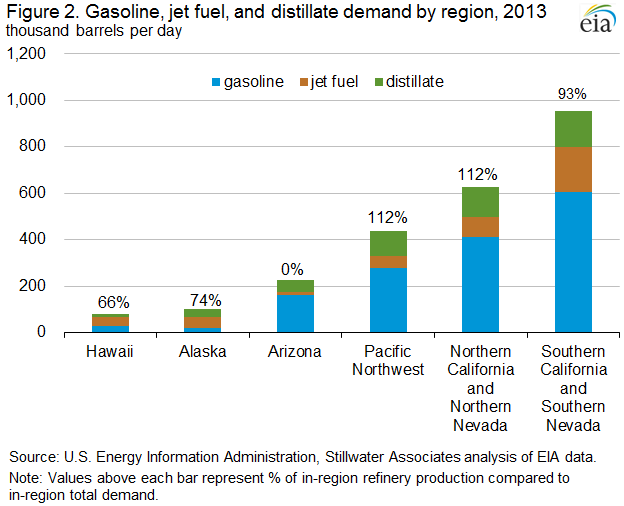 Figure 2. Gasoline, jet fuel, and distillate demand by region, 2013
thousand barrels per day
eia
1,200
gasoline jet fuel distillate
1,000
93%
800
112%
600
112%
400
0%
200
66%
74%
0
Hawaii
Alaska
Arizona
Pacific
Northwest
Northern
California
and
Northern
Nevada
Southern
California
and
Southern
Nevada
Source: U.S. Energy Information Administration, Stillwater Associates analysis of EIA data.
Note: Values above each bar represent % of in-region refinery production compared to
in-region total demand.